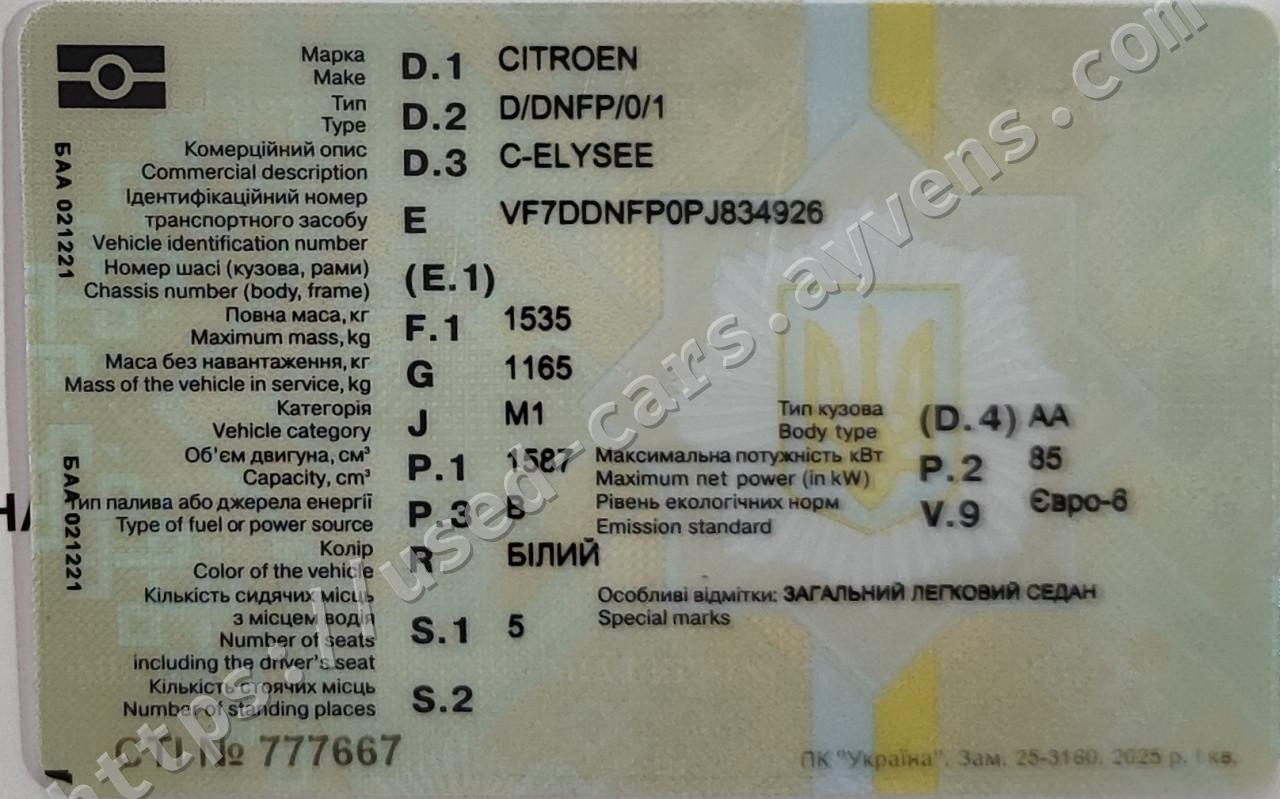 Марка D.1 CITROEN
Make
Тип D.2 D/DNFP/0/1
Type
Комерційний опис D.3 C-ELYSEE
Commercial description
Ідентифікаційний номер
транспортного засобу E VF7DDNFP0PJ834926
Vehicle identification number
Номер шасі (кузова, рами) (E.1)
Chassis number (body, frame)
Повна маса, кг F.1 1535
Maximum mass, kg
Маса без навантаження, кг G 1165
Mass of the vehicle in service, kg
Категорія J M1 Тип кузова (D.4) AA
Vehicle category Body type
Об'єм двигуна, см³ P.1 1587 Максимальна потужність кВт P.2 85
Capacity, cm³ Maximum net power (in kW)
Тип палива або джерела енергії P.3 B Рівень екологічних норм V.9 Євро-6
Type of fuel or power source Emission standard
Колір R БІЛИЙ
Color of the vehicle
Кількість сидячих місць Особливі відмітки: ЗАГАЛЬНИЙ ЛЕГКОВИЙ СЕДАН
з місцем водія S.1 5 Special marks
Number of seats
including the driver's seat
Кількість стоячих місць S.2
Number of standing places
СТІ № 777667
ПК "Україна". Зам. 25-3160. 2025 р. I кв.
БАА 021221
БАА 021221
https://used-cars.ayvens.com